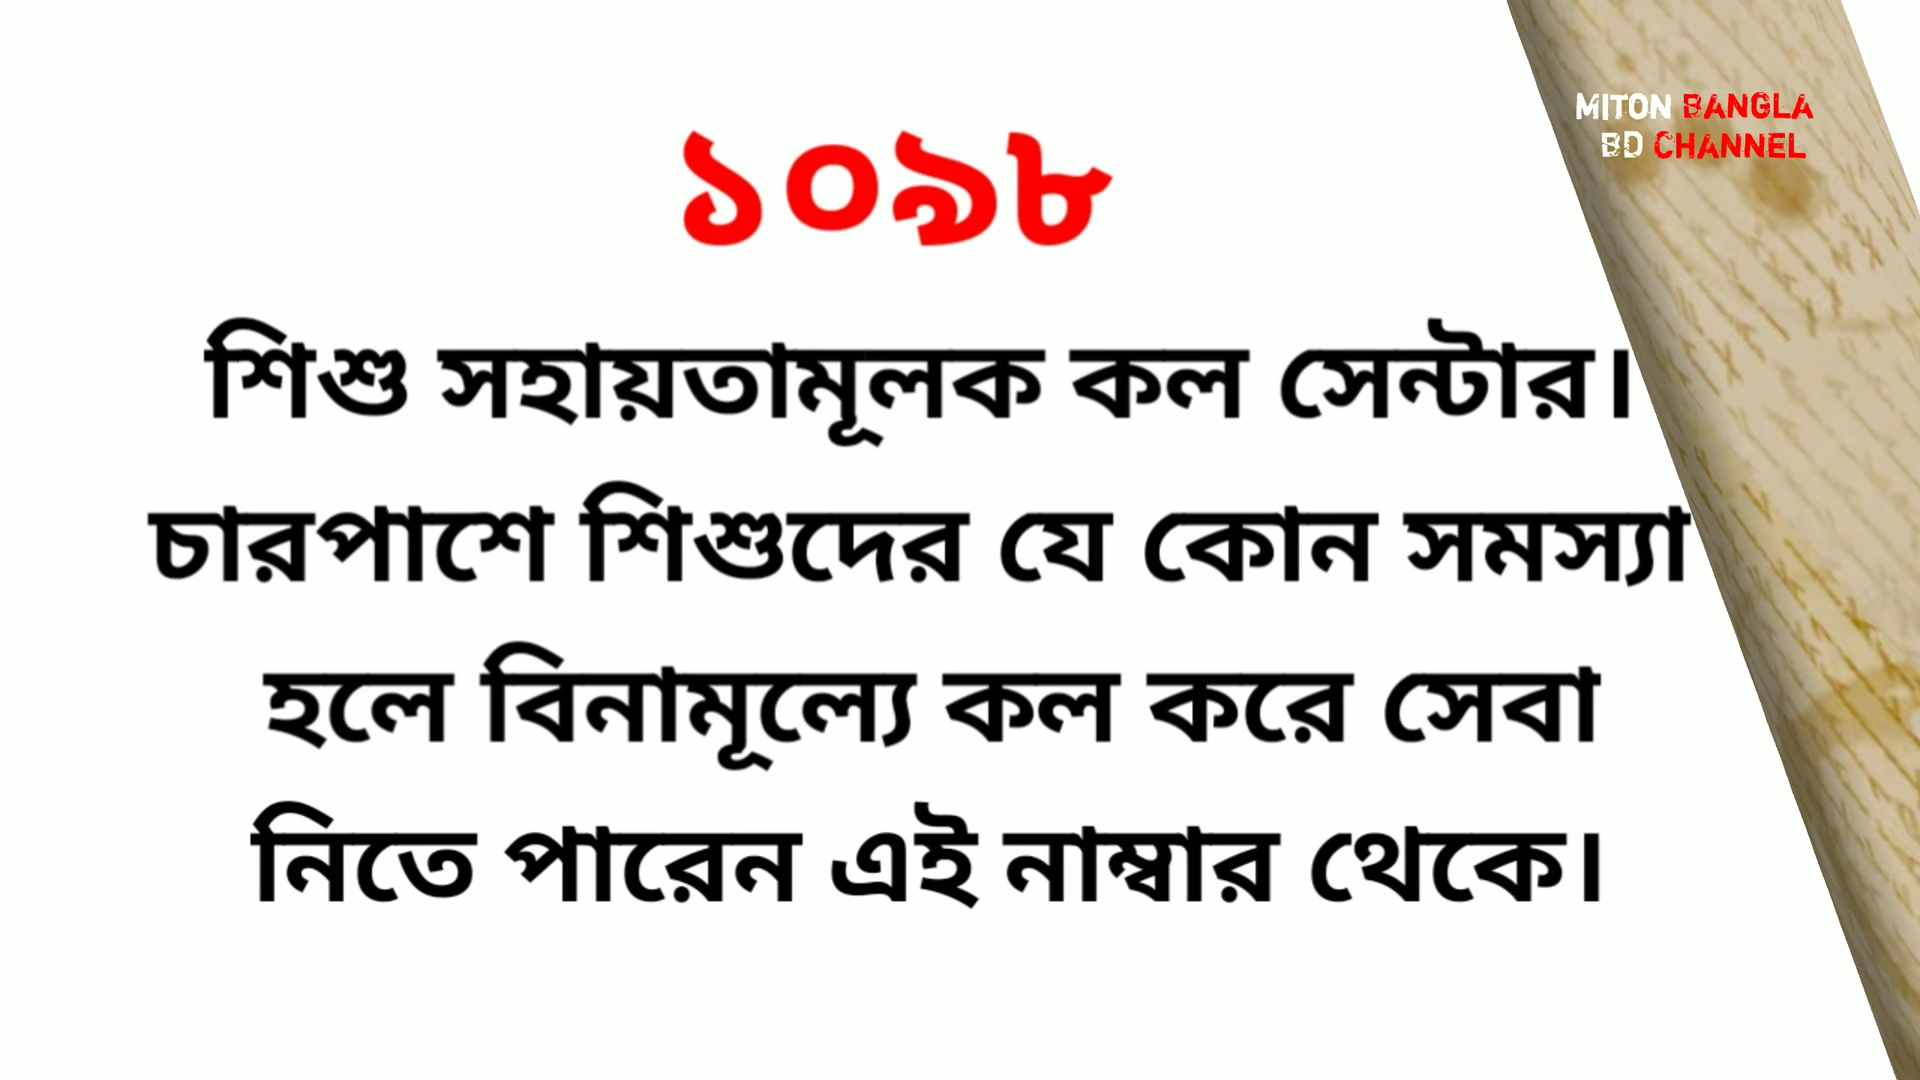 MITON BANGLA
BD CHANNEL
১০৯৮
শিশু সহায়তামূলক কল সেন্টার।
চারপাশে শিশুদের যে কোন সমস্যা
হলে বিনামূল্যে কল করে সেবা
নিতে পারেন এই নাম্বার থেকে।